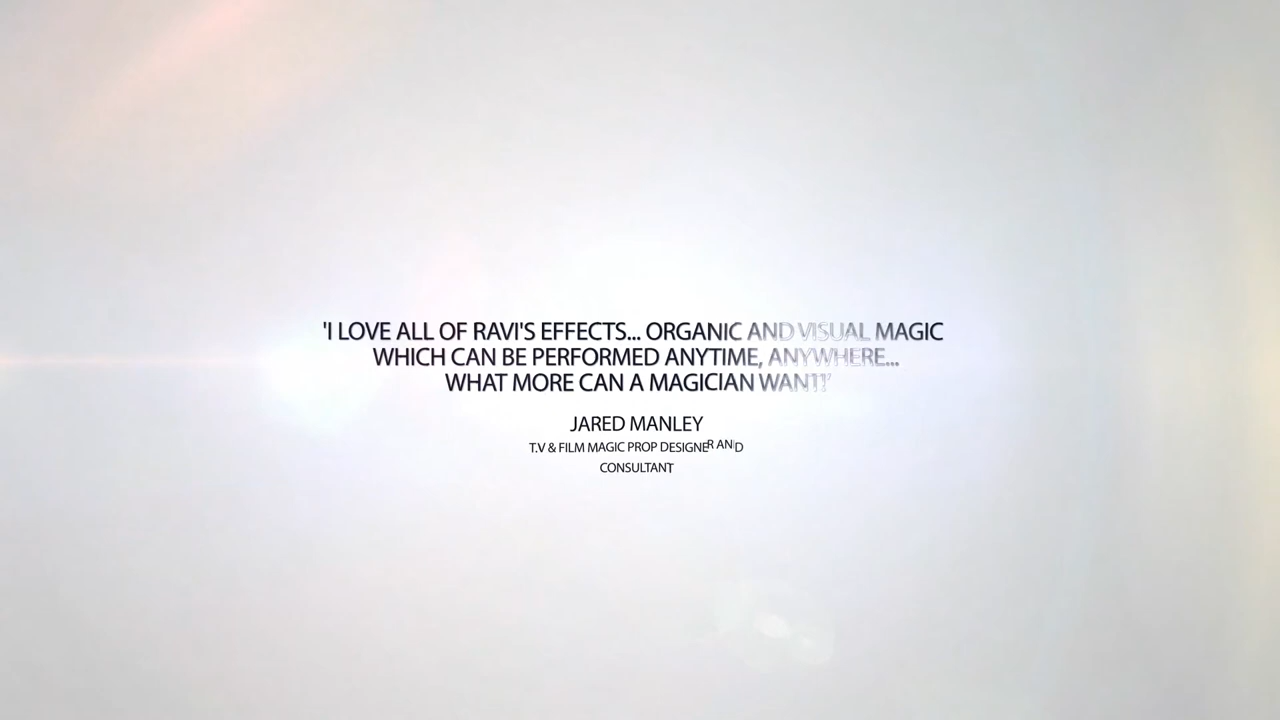 'I LOVE ALL OF RAVI'S EFFECTS... ORGANIC AND VISUAL MAGIC
WHICH CAN BE PERFORMED ANYTIME, ANYWHERE...
WHAT MORE CAN A MAGICIAN WANT!'
JARED MANLEY
T.V & FILM MAGIC PROP DESIGNER AND
CONSULTANT